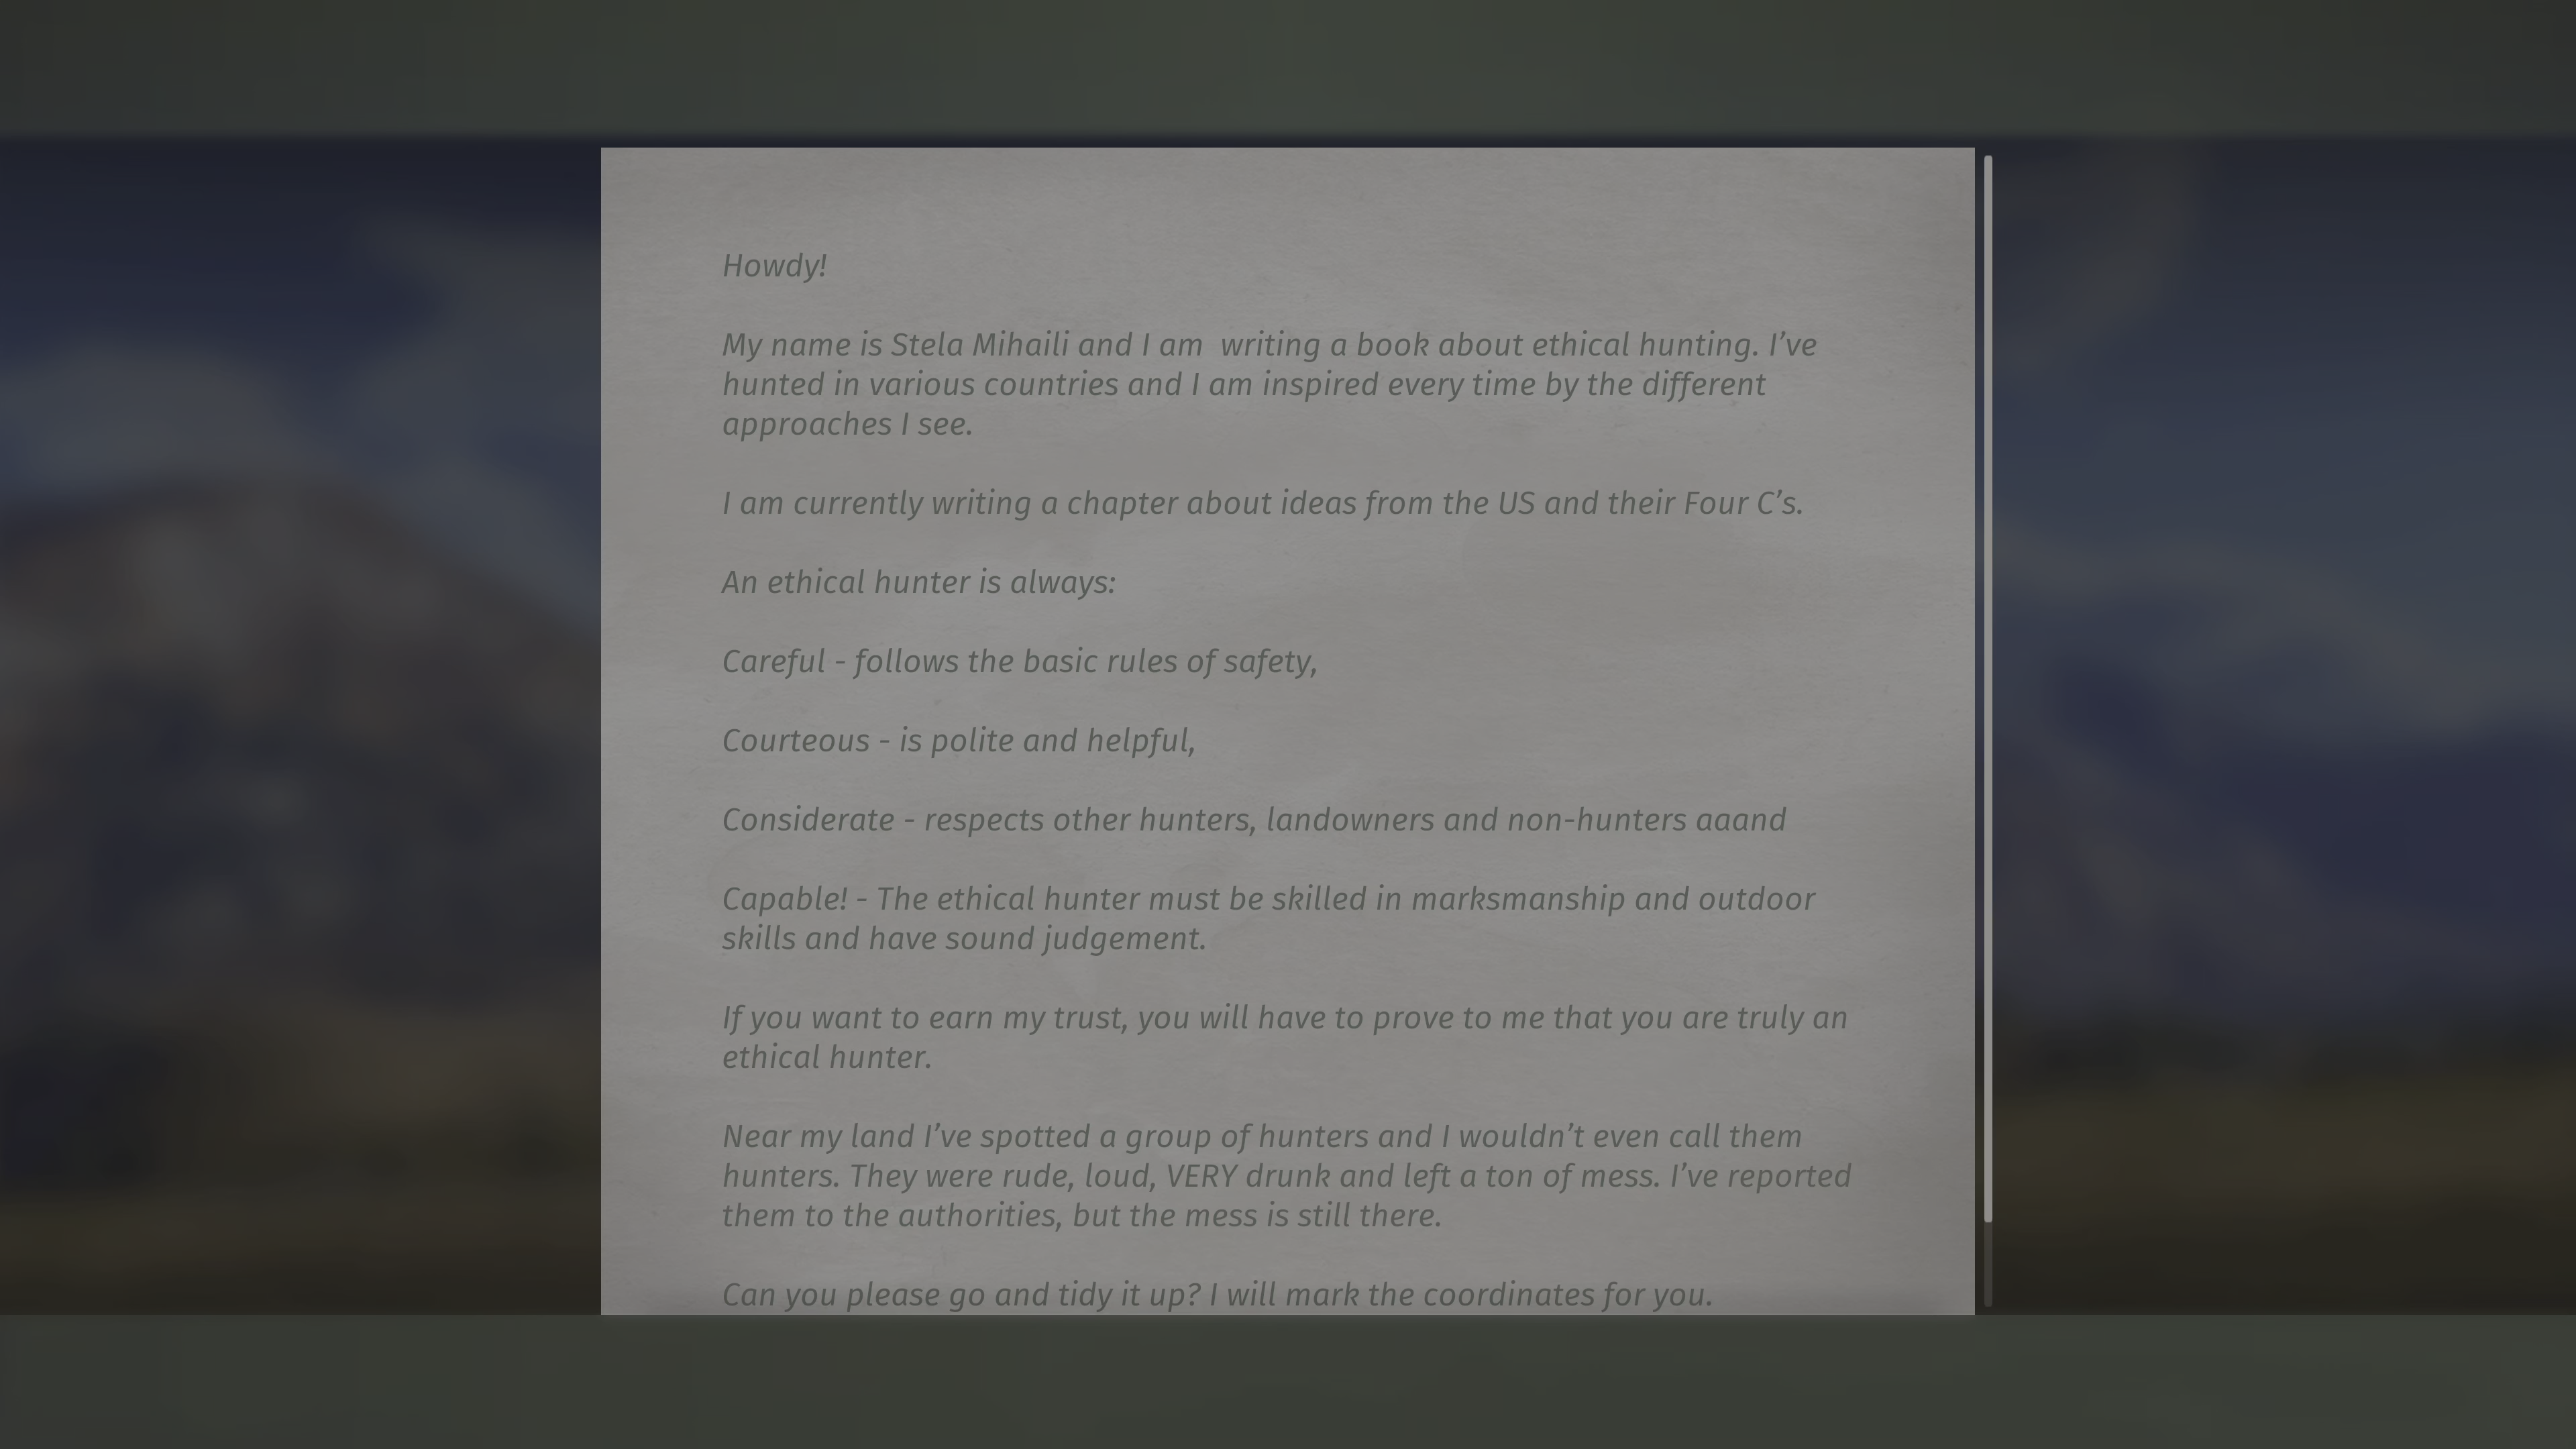 Howdy!
My name is Stela Mihaili and I am  writing a book about ethical hunting. I’ve
hunted in various countries and I am inspired every time by the different
approaches I see.
I am currently writing a chapter about ideas from the US and their Four C’s.
An ethical hunter is always:
Careful - follows the basic rules of safety,
Courteous - is polite and helpful,
Considerate - respects other hunters, landowners and non-hunters aaand
Capable! - The ethical hunter must be skilled in marksmanship and outdoor
skills and have sound judgement.
If you want to earn my trust, you will have to prove to me that you are truly an
ethical hunter.
Near my land I’ve spotted a group of hunters and I wouldn’t even call them
hunters. They were rude, loud, VERY drunk and left a ton of mess. I’ve reported
them to the authorities, but the mess is still there.
Can you please go and tidy it up? I will mark the coordinates for you.